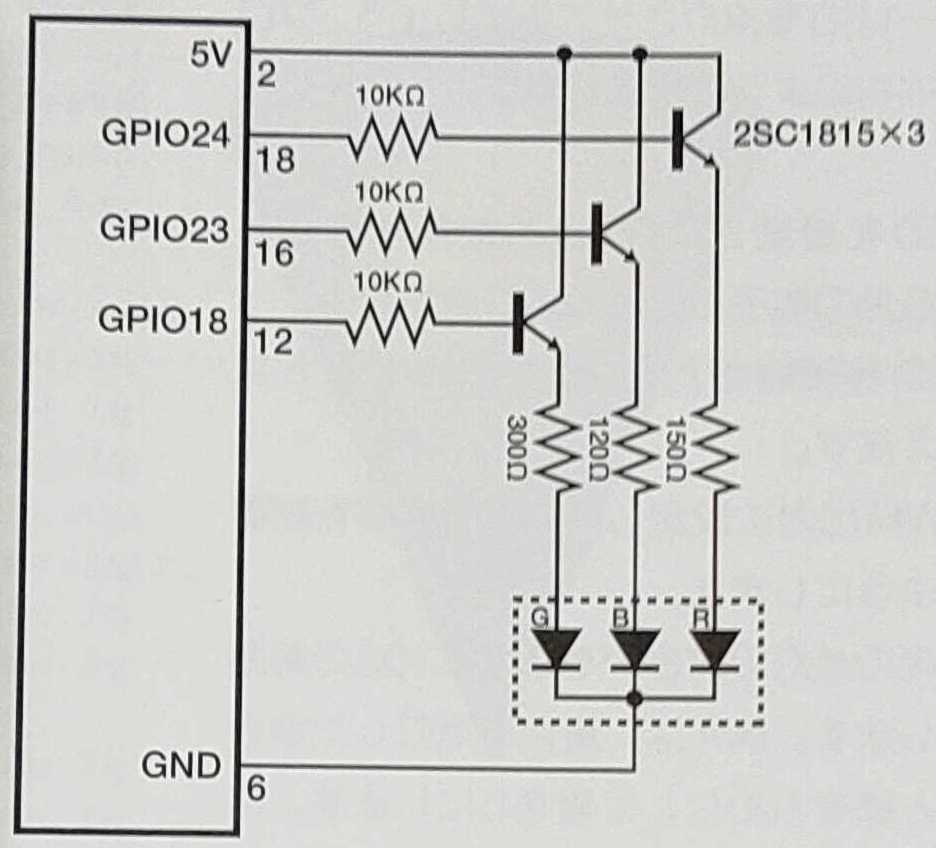 5V
2
10KΩ
GPIO24
18
2SC1815×3
10KΩ
GPIO23
16
10KΩ
GPIO18
12
300Ω
120Ω
150Ω
G
B
R
GND
6